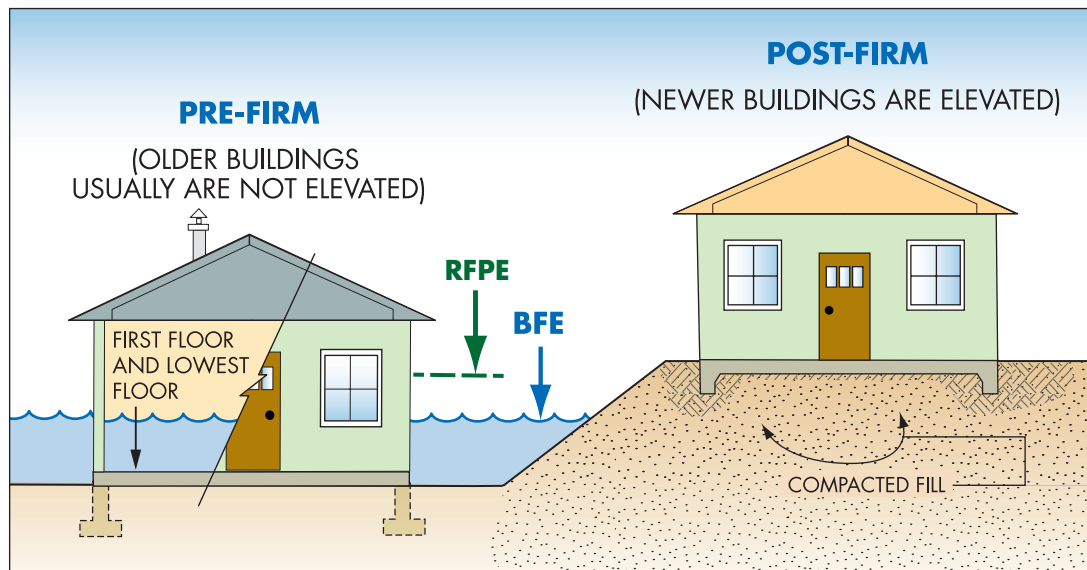 PRE-FIRM
(OLDER BUILDINGS
USUALLY ARE NOT ELEVATED)
POST-FIRM
(NEWER BUILDINGS ARE ELEVATED)
RFPE
BFE
FIRST FLOOR
AND LOWEST
FLOOR
COMPACTED FILL